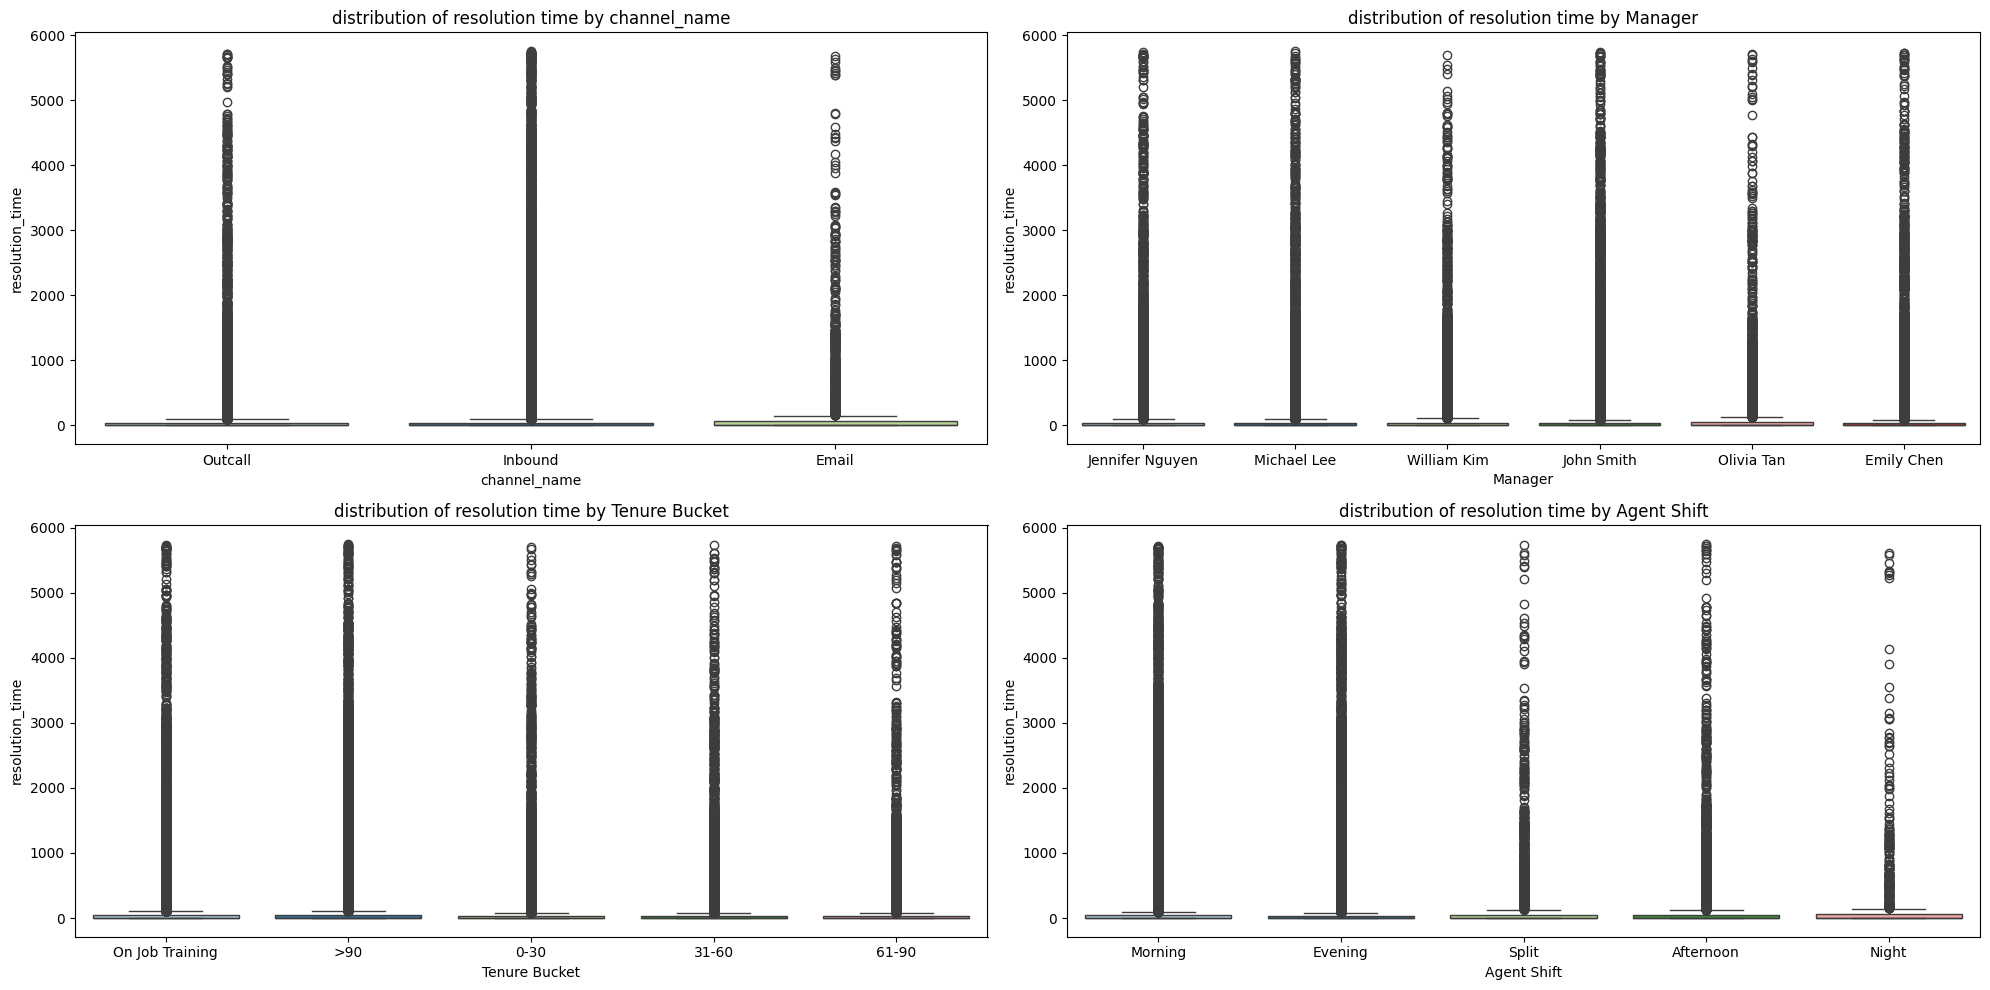 distribution of resolution time by channel_name
6000
5000
4000
3000
2000
1000
0
resolution_time
Outcall Inbound Email
channel_name
distribution of resolution time by Manager
6000
5000
4000
3000
2000
1000
0
resolution_time
Jennifer Nguyen Michael Lee William Kim John Smith Olivia Tan Emily Chen
Manager
distribution of resolution time by Tenure Bucket
6000
5000
4000
3000
2000
1000
0
resolution_time
On Job Training >90 0-30 31-60 61-90
Tenure Bucket
distribution of resolution time by Agent Shift
6000
5000
4000
3000
2000
1000
0
resolution_time
Morning Evening Split Afternoon Night
Agent Shift